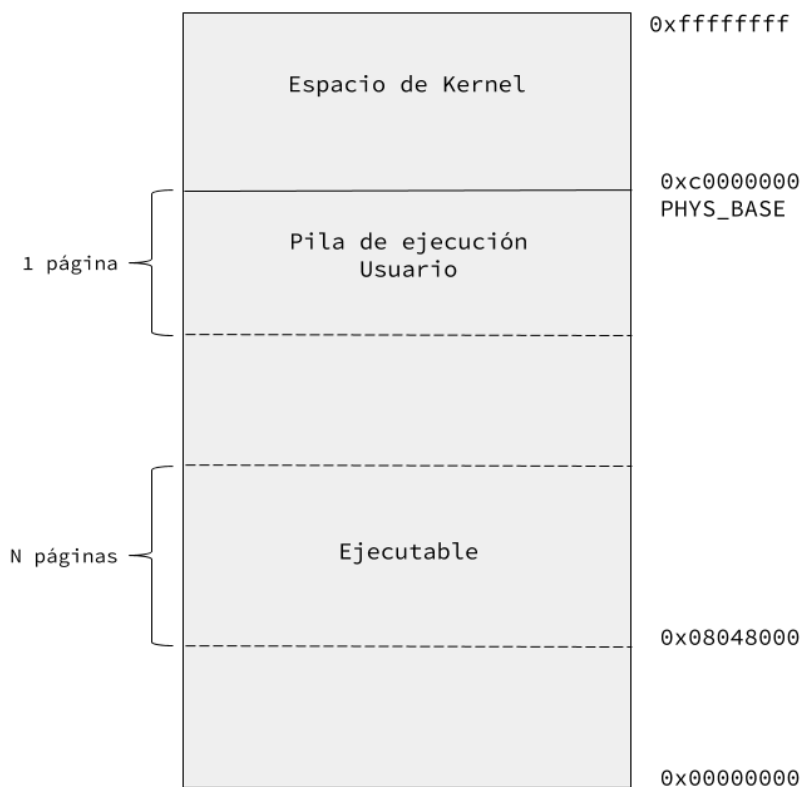 0xffffffff
Espacio de Kernel
0xc0000000
PHYS_BASE
Pila de ejecución
Usuario
1 página
Ejecutable
N páginas
0x08048000
0x00000000